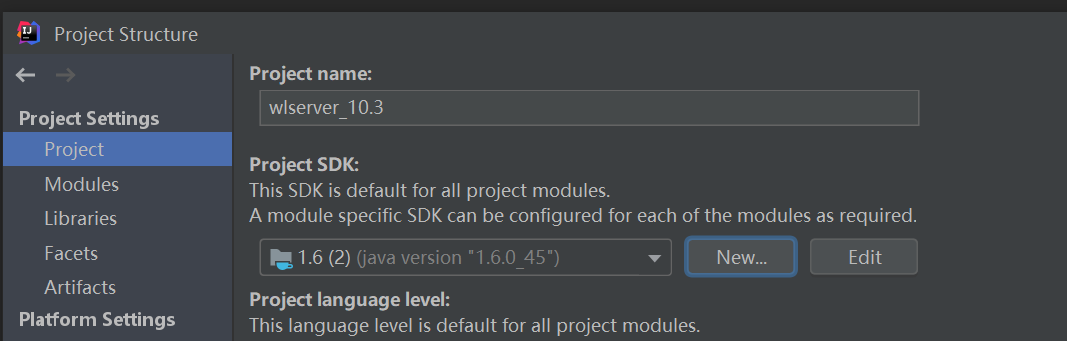 Project Structure
Project Settings
Project
Modules
Libraries
Facets
Artifacts
Platform Settings
Project name:
wlserver_10.3
Project SDK:
This SDK is default for all project modules.
A module specific SDK can be configured for each of the modules as required.
1.6 (2) (java version "1.6.0_45") New... Edit
Project language level:
This language level is default for all project modules.